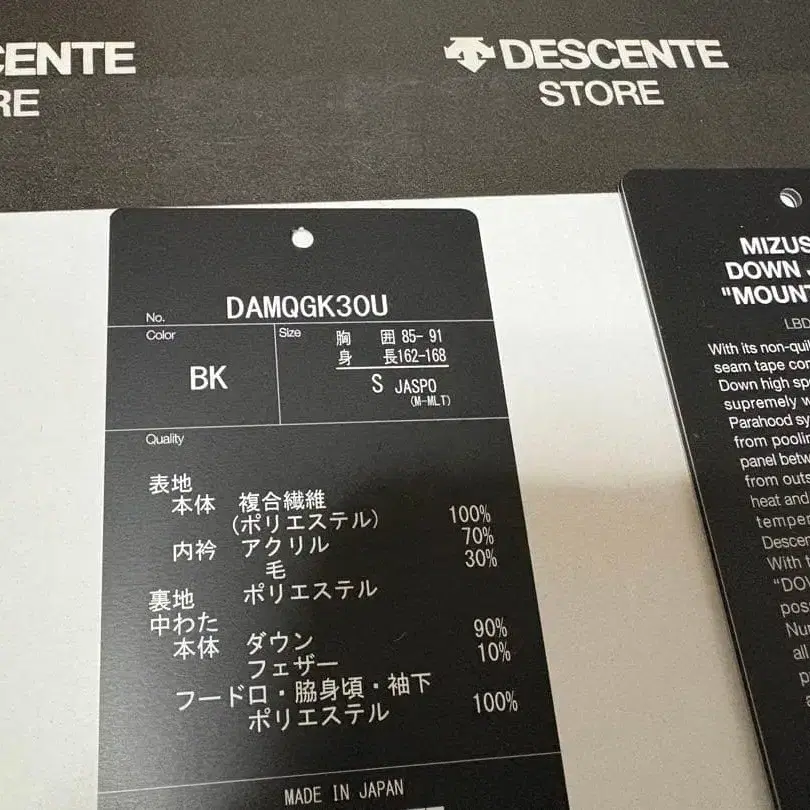 CENTE
RE
DESCENTE
STORE
No. DAMQGK30U
Color
BK
Size
胸 囲 85- 91
身 長162-168
S JASPO
(M-MLT)
Quality
表地
本体 複合繊維
(ポリエステル) 100%
内衿 アクリル 70%
毛 30%
裏地 ポリエステル
中わた
本体 ダウン 90%
フェザー 10%
フードロ・脇身頃・袖下
ポリエステル 100%
MADE IN JAPAN
MIZUS
DOWN
"MOUNT
LBD
With its non-quil
seam tape con
Down high sp
supremely w
Parahood sy
from poolin
panel betw
from outs
heat and
temper
Descen
With t
"DO
pos
Nu
all
p